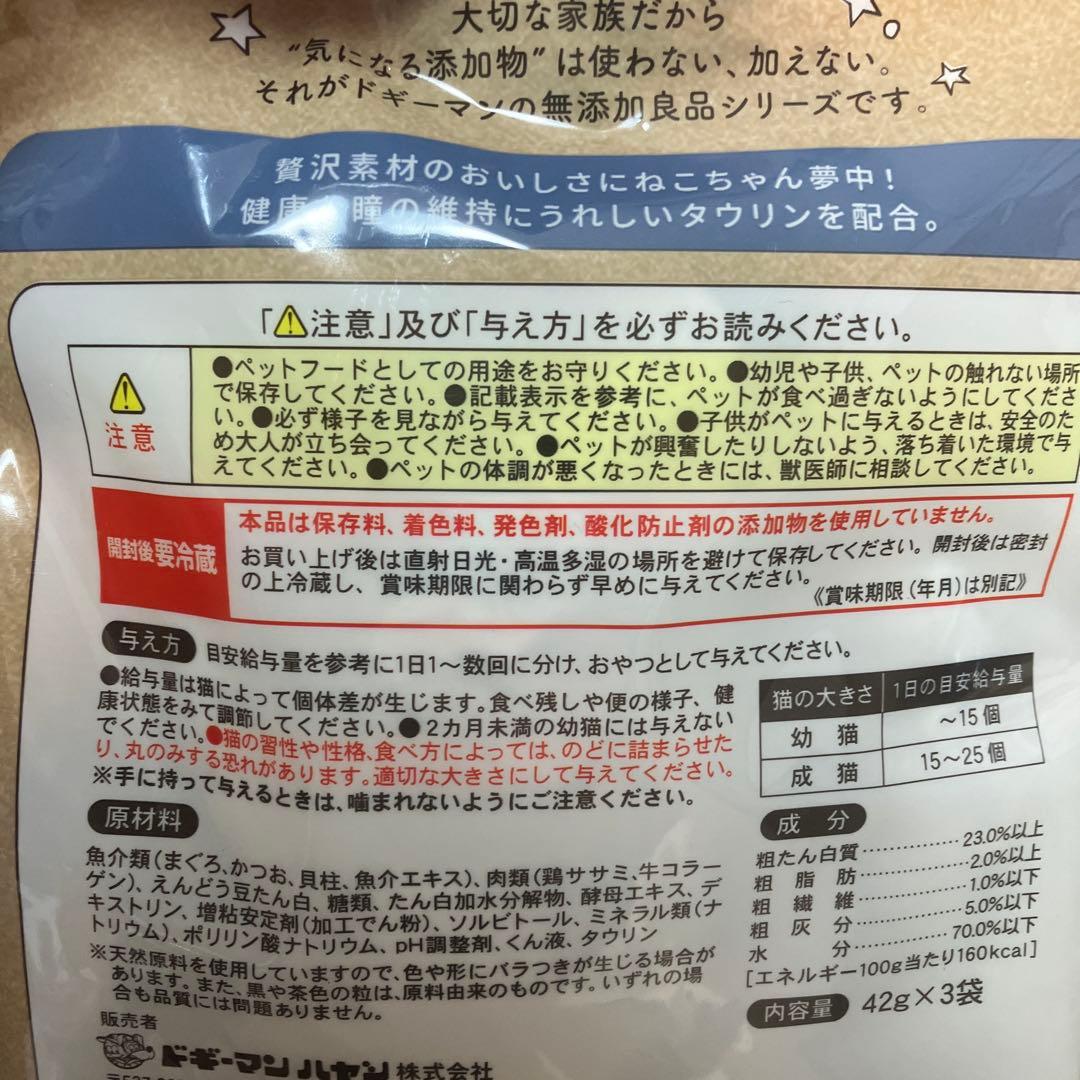 大切な家族だから
“気になる添加物”は使わない、加えない。
それがドギーマンの無添加良品シリーズです。
贅沢素材のおいしさにねこちゃん夢中！
健康 瞳の維持にうれしいタウリンを配合。
「⚠注意」及び「与え方」を必ずお読みください。
注意
●ペットフードとしての用途をお守りください。●幼児や子供、ペットの触れない場所
で保存してください。●記載表示を参考に、ペットが食べ過ぎないようにしてくださ
い。●必ず様子を見ながら与えてください。●子供がペットに与えるときは、安全のた
め大人が立ち会ってください。●ペットが興奮したりしないよう、落ち着いた環境で与
えてください。●ペットの体調が悪くなったときには、獣医師に相談してください。
開封後要冷蔵
本品は保存料、着色料、発色剤、酸化防止剤の添加物を使用していません。
お買い上げ後は直射日光・高温多湿の場所を避けて保存してください。開封後は密封
の上冷蔵し、賞味期限に関わらず早めに与えてください。
《賞味期限（年月）は別記》
与え方 目安給与量を参考に1日1～数回に分け、おやつとして与えてください。
●給与量は猫によって個体差が生じます。食べ残しや便の様子、健
康状態をみて調節してください。●2カ月未満の幼猫には与えない
でください。●猫の習性や性格、食べ方によっては、のどに詰まらせた
り、丸のみする恐れがあります。適切な大きさにして与えてください。
※手に持って与えるときは、噛まれないようにご注意ください。
猫の大きさ 1日の目安給与量
幼 猫 ～15個
成 猫 15～25個
原材料
魚介類（まぐろ、かつお、貝柱、魚介エキス）、肉類（鶏ササミ、牛コラー
ゲン）、えんどう豆たん白、糖類、たん白加水分解物、酵母エキス、デ
キストリン、増粘安定剤（加工でん粉）、ソルビトール、ミネラル類（ナ
トリウム）、ポリリン酸ナトリウム、pH調整剤、くん液、タウリン
※天然原料を使用していますので、色や形にバラつきが生じる場合が
あります。また、黒や茶色の粒は、原料由来のものです。いずれの場
合も品質には問題ありません。
成 分
粗たん白質 23.0%以上
粗 脂 肪 2.0%以上
粗 繊 維 1.0%以下
粗 灰 分 5.0%以下
水 分 70.0%以下
［エネルギー100g当たり160kcal］
内容量 42g×3袋
販売者
ドギーマンハヤシ株式会社